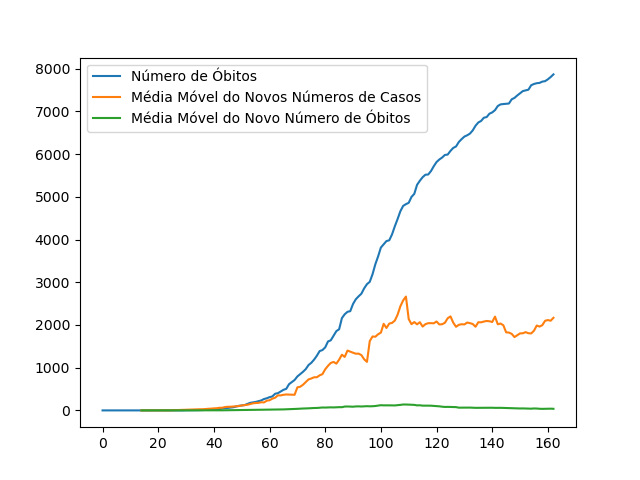 Número de Óbitos
Média Móvel do Novos Números de Casos
Média Móvel do Novo Número de Óbitos
8000
7000
6000
5000
4000
3000
2000
1000
0
0 20 40 60 80 100 120 140 160